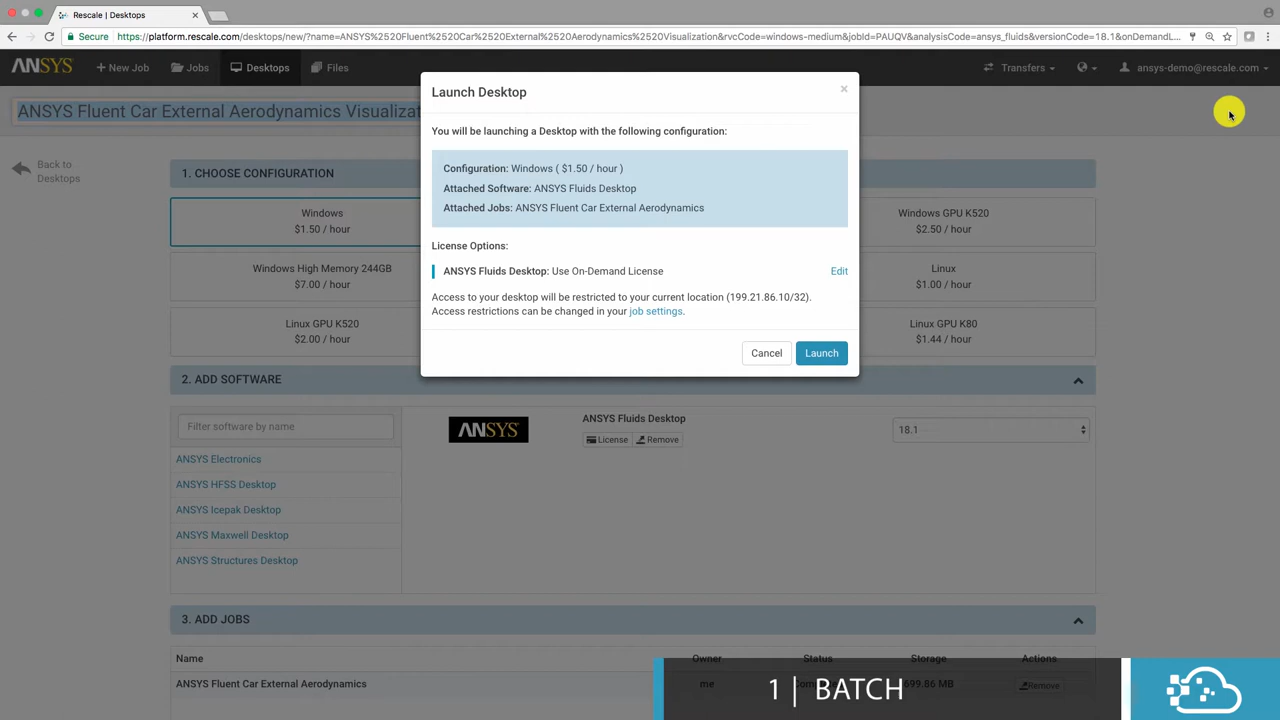 Rescale | Desktops
Secure https://platform.rescale.com/desktops/new/?name=ANSYS%2520Fluent%2520Car%2520External%2520Aerodynamics%2520Visualization&rvcCode=windows-medium&jobId=PAUQV&analysisCode=ansys_fluids&versionCode=18.1&onDemandL...
ANSYS New Job Jobs Desktops Files Transfers ansys-demo@rescale.com
ANSYS Fluent Car External Aerodynamics Visualizat
Back to
Desktops
Launch Desktop ×
You will be launching a Desktop with the following configuration:
Configuration: Windows ( $1.50 / hour )
Attached Software: ANSYS Fluids Desktop
Attached Jobs: ANSYS Fluent Car External Aerodynamics
License Options:
ANSYS Fluids Desktop: Use On-Demand License Edit
Access to your desktop will be restricted to your current location (199.21.86.10/32).
Access restrictions can be changed in your job settings.
Cancel Launch
1. CHOOSE CONFIGURATION
Windows
$1.50 / hour
Windows GPU K520
$2.50 / hour
Windows High Memory 244GB
$7.00 / hour
Linux
$1.00 / hour
Linux GPU K520
$2.00 / hour
Linux GPU K80
$1.44 / hour
2. ADD SOFTWARE
Filter software by name
ANSYS Electronics
ANSYS HFSS Desktop
ANSYS Icepak Desktop
ANSYS Maxwell Desktop
ANSYS Structures Desktop
ANSYS
ANSYS Fluids Desktop
License Remove
18.1
3. ADD JOBS
Name Owner Status Storage Actions
ANSYS Fluent Car External Aerodynamics me 699.86 MB Remove
1 | BATCH